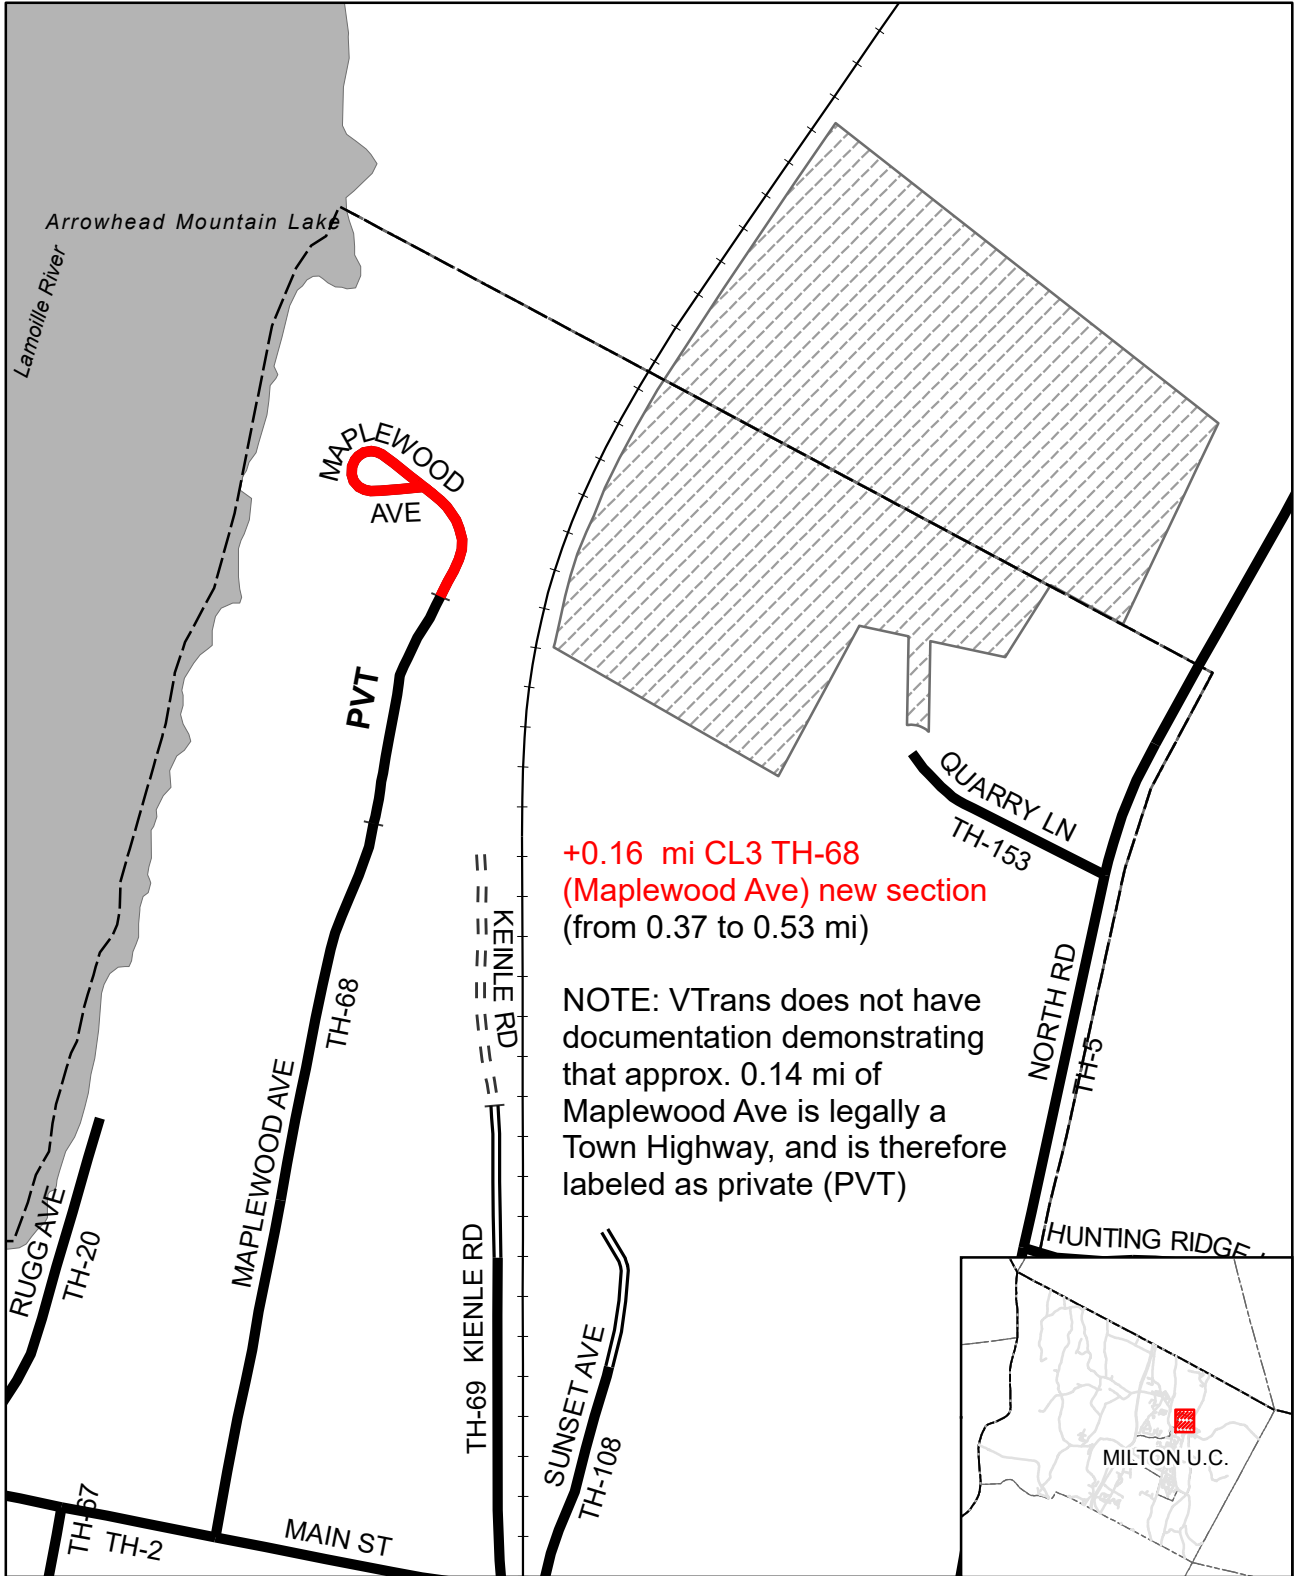 Arrowhead Mountain Lake
Lamoille River
MAPLEWOOD
AVE
PVT
QUARRY LN
TH-153
+0.16 mi CL3 TH-68
(Maplewood Ave) new section
(from 0.37 to 0.53 mi)
NOTE: VTrans does not have
documentation demonstrating
that approx. 0.14 mi of
Maplewood Ave is legally a
Town Highway, and is therefore
labeled as private (PVT)
KEINLE RD
NORTH RD
TH-5
TH-68
MAPLEWOOD AVE
RUGG AVE
TH-20
HUNTING RIDGE
TH-69 KIENLE RD
SUNSET AVE
TH-108
MILTON U.C.
TH-67
TH-2
MAIN ST